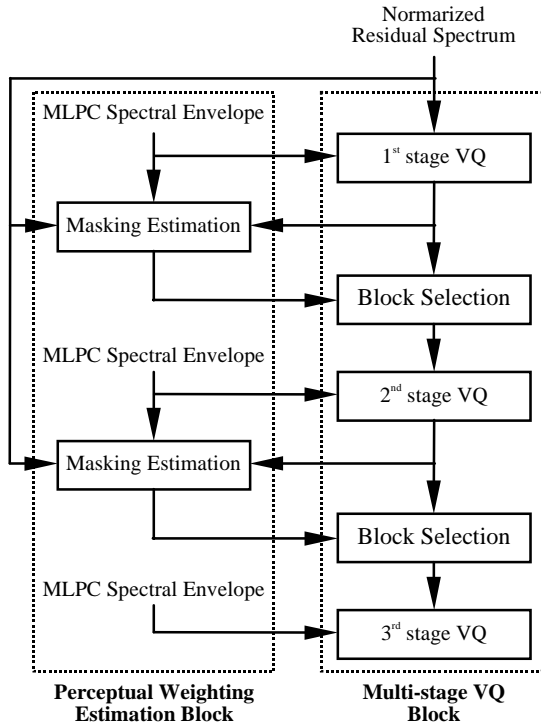 Normarized
Residual Spectrum
MLPC Spectral Envelope
1st stage VQ
Masking Estimation
Block Selection
MLPC Spectral Envelope
2nd stage VQ
Masking Estimation
Block Selection
MLPC Spectral Envelope
3rd stage VQ
Perceptual Weighting
Estimation Block
Multi-stage VQ
Block